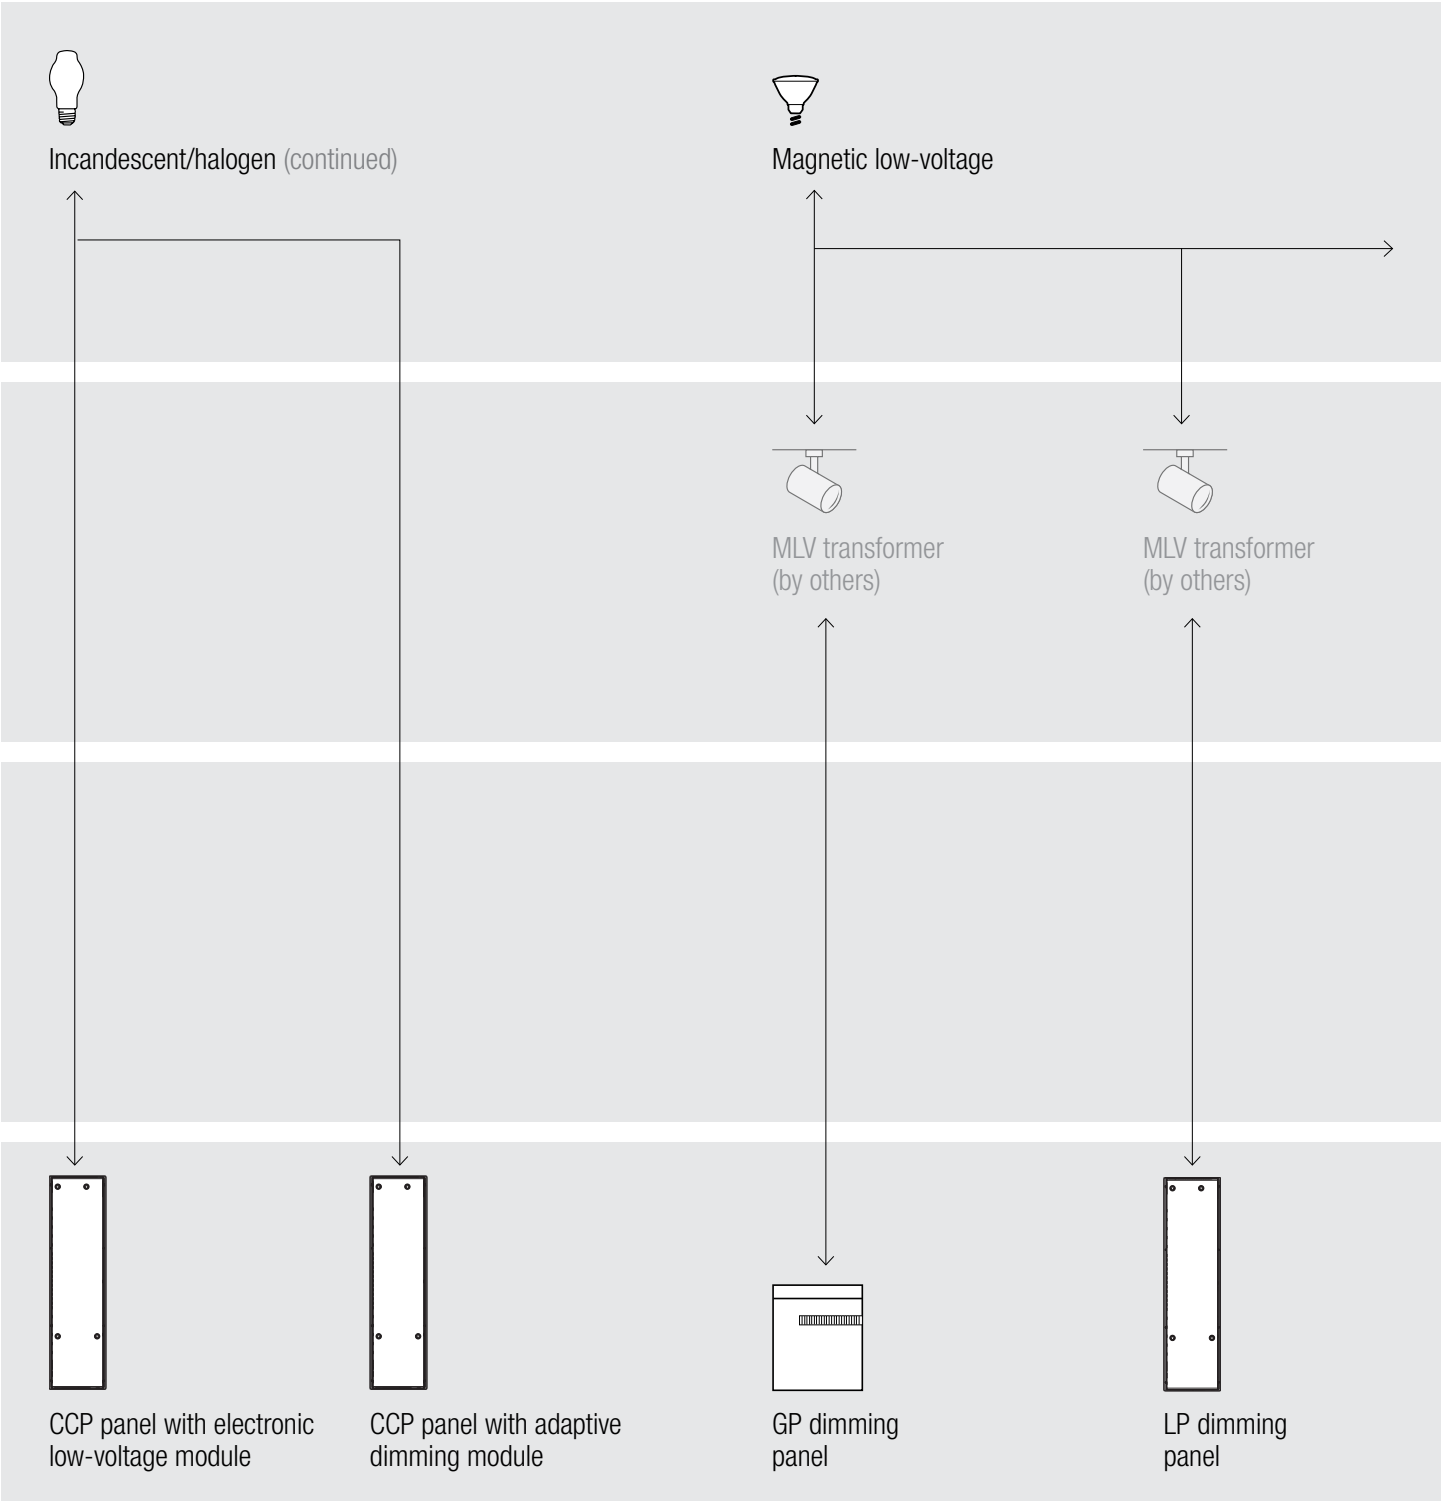 Incandescent/halogen (continued)
Magnetic low-voltage
MLV transformer
(by others)
MLV transformer
(by others)
CCP panel with electronic
low-voltage module
CCP panel with adaptive
dimming module
GP dimming
panel
LP dimming
panel